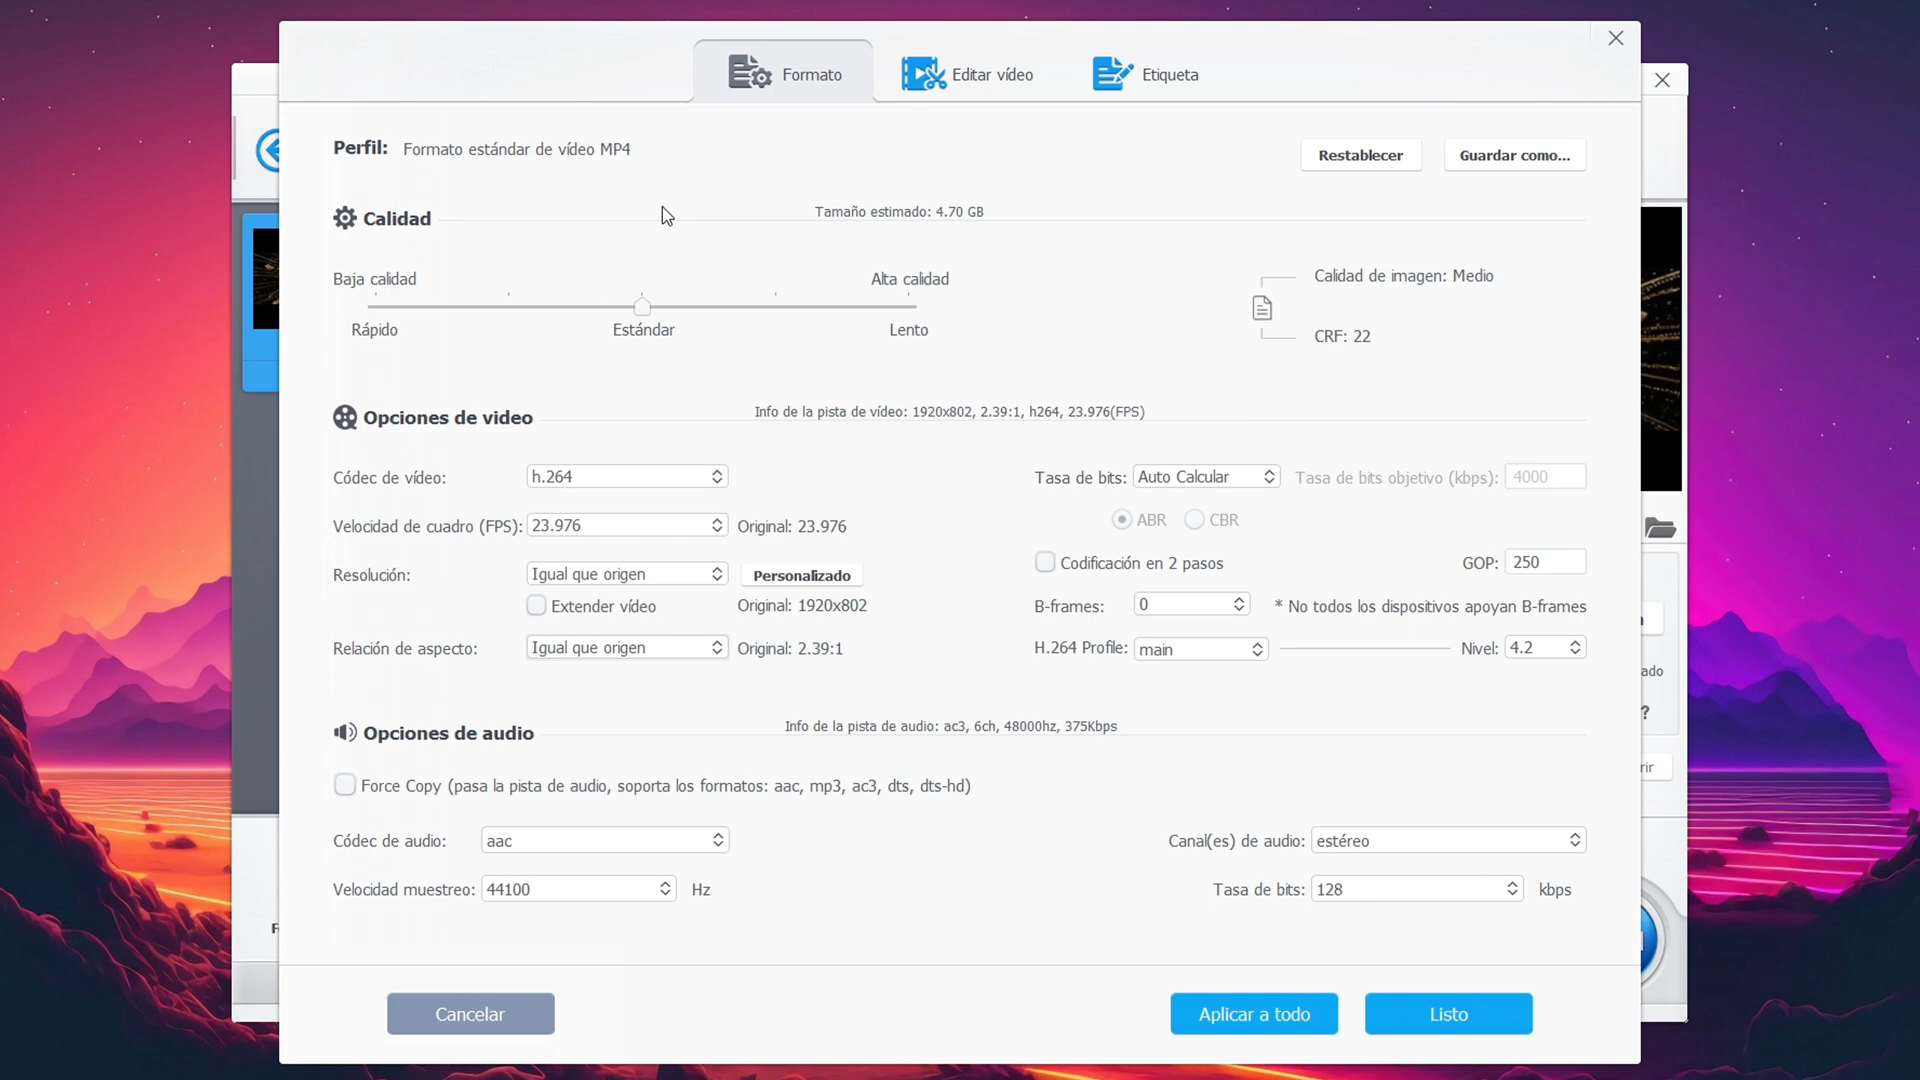 Formato
Editar vídeo
Etiqueta
Perfil: Formato estándar de vídeo MP4
Restablecer
Guardar como...
Calidad
Tamaño estimado: 4.70 GB
Baja calidad
Alta calidad
Rápido
Estándar
Lento
Calidad de imagen: Medio
CRF: 22
Opciones de video
Info de la pista de vídeo: 1920x802, 2.39:1, h264, 23.976(FPS)
Códec de vídeo: h.264
Tasa de bits: Auto Calcular
Tasa de bits objetivo (kbps): 4000
ABR
CBR
Velocidad de cuadro (FPS): 23.976
Original: 23.976
Codificación en 2 pasos
GOP: 250
Resolución: Igual que origen
Personalizado
Extender vídeo
Original: 1920x802
B-frames: 0
* No todos los dispositivos apoyan B-frames
Relación de aspecto: Igual que origen
Original: 2.39:1
H.264 Profile: main
Nivel: 4.2
ado
?
Opciones de audio
Info de la pista de audio: ac3, 6ch, 48000hz, 375Kbps
rir
Force Copy (pasa la pista de audio, soporta los formatos: aac, mp3, ac3, dts, dts-hd)
Códec de audio: aac
Canal(es) de audio: estéreo
Velocidad muestreo: 44100 Hz
Tasa de bits: 128 kbps
F
Cancelar
Aplicar a todo
Listo